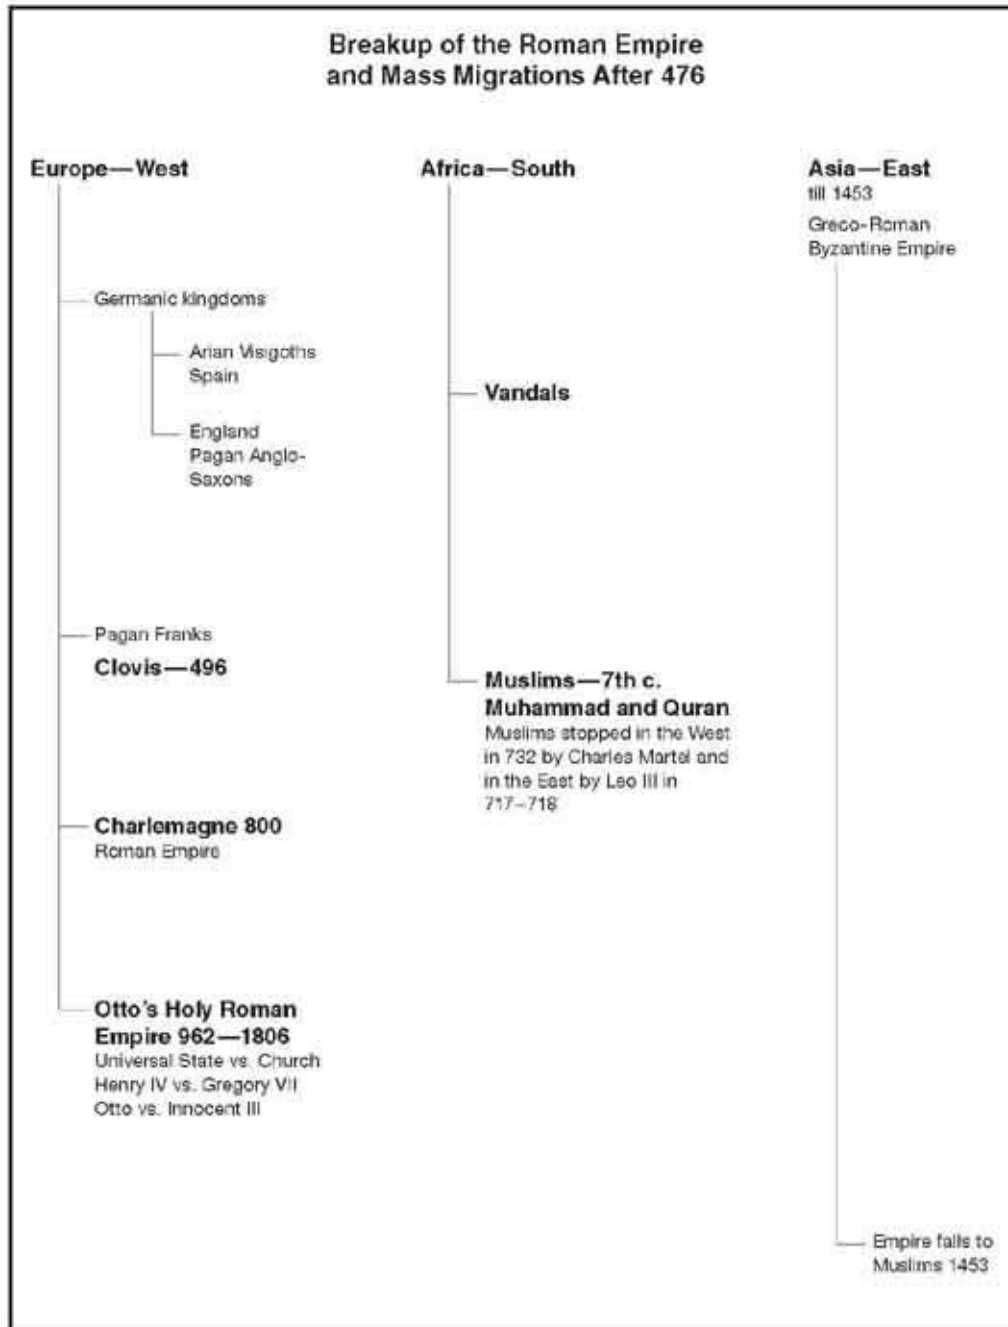 Breakup of the Roman Empire
and Mass Migrations After 476
Europe—West
Germanic kingdoms
Arian Visigoths
Spain
England
Pagan Anglo-
Saxons
Pagan Franks
Clovis—496
Charlemagne 800
Roman Empire
Otto's Holy Roman
Empire 962—1806
Universal State vs. Church
Henry IV vs. Gregory VII
Otto vs. Innocent III
Africa—South
Vandals
Muslims—7th c.
Muhammad and Quran
Muslims stopped in the West
in 732 by Charles Martel and
in the East by Leo III in
717–718
Asia—East
till 1453
Greco-Roman
Byzantine Empire
Empire falls to
Muslims 1453